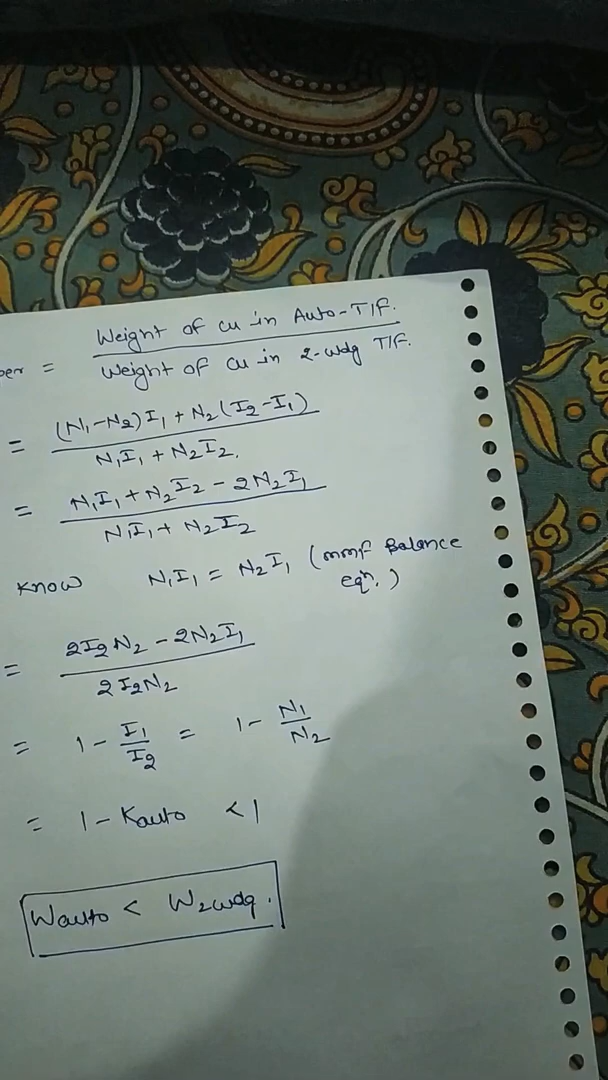 per = Weight of cu in Auto-T/F. / Weight of cu in 2-wdg T/F.
= (N₁-N₂)I₁ + N₂(I₂-I₁) / N₁I₁ + N₂I₂.
= N₁I₁ + N₂I₂ - 2N₂I₁ / N₁I₁ + N₂I₂
Know N₁I₁ = N₂I₁ (mmf Balance
eqⁿ.)
= 2I₂N₂ - 2N₂I₁ / 2I₂N₂
= 1 - I₁/I₂ = 1 - N₁/N₂
= 1 - Kauto < 1
Wauto < W₂wdg.